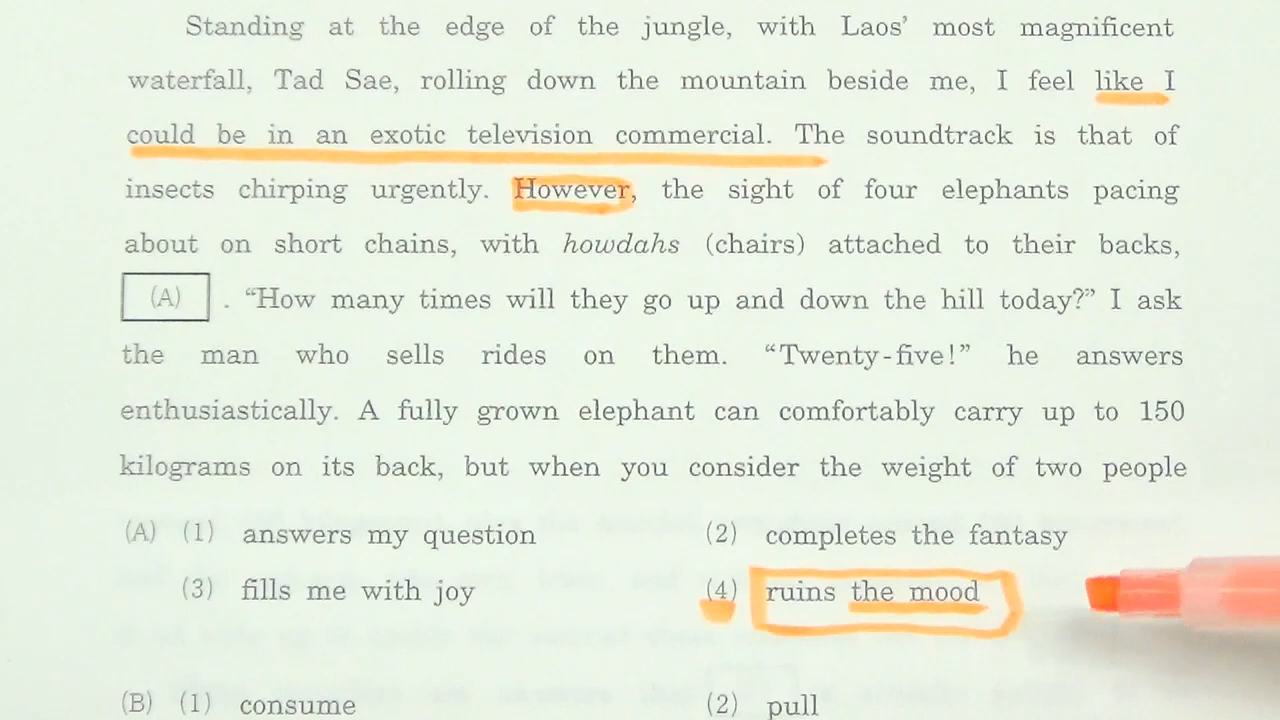 Standing at the edge of the jungle, with Laos' most magnificent
waterfall, Tad Sae, rolling down the mountain beside me, I feel like I
could be in an exotic television commercial. The soundtrack is that of
insects chirping urgently. However, the sight of four elephants pacing
about on short chains, with howdahs (chairs) attached to their backs,
(A) . “How many times will they go up and down the hill today?” I ask
the man who sells rides on them. “Twenty-five!” he answers
enthusiastically. A fully grown elephant can comfortably carry up to 150
kilograms on its back, but when you consider the weight of two people
(A) (1) answers my question (2) completes the fantasy
(3) fills me with joy (4) ruins the mood
(B) (1) consume (2) pull